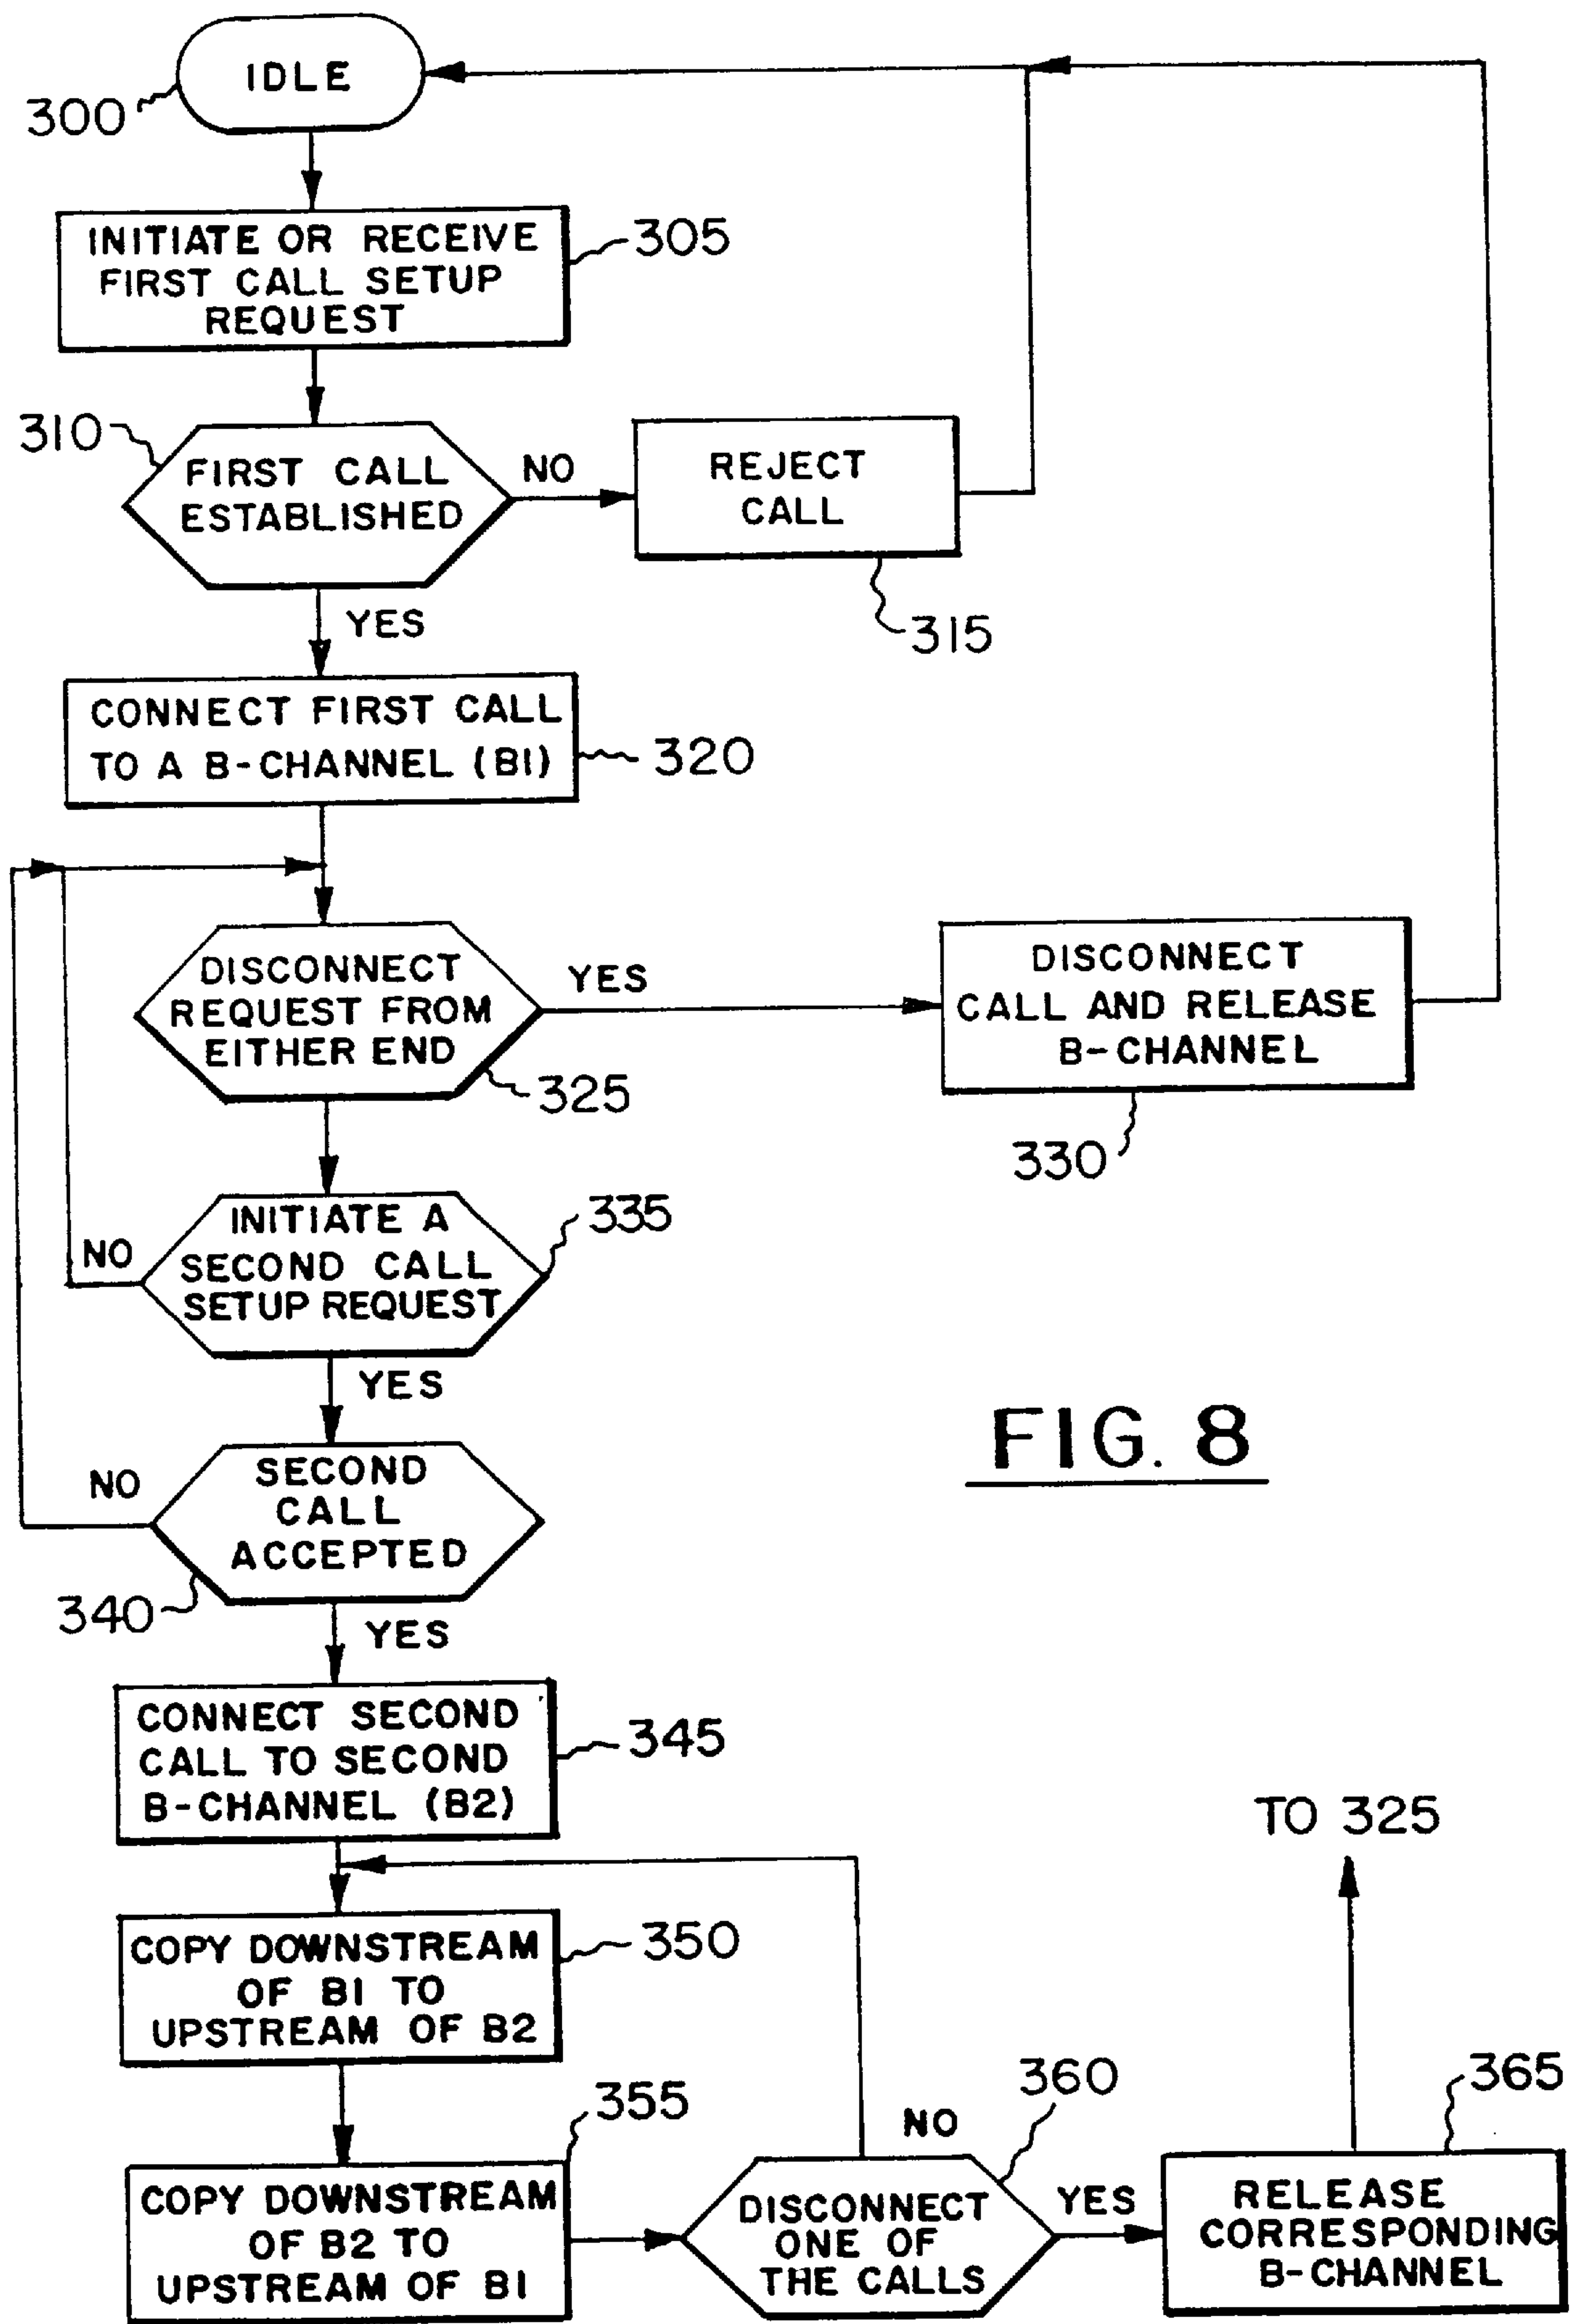 IDLE
300
INITIATE OR RECEIVE
FIRST CALL SETUP
REQUEST
305
310
FIRST CALL
ESTABLISHED
NO
REJECT
CALL
315
YES
CONNECT FIRST CALL
TO A B-CHANNEL (B1)
320
DISCONNECT
REQUEST FROM
EITHER END
325
YES
DISCONNECT
CALL AND RELEASE
B-CHANNEL
330
INITIATE A
SECOND CALL
SETUP REQUEST
335
NO
YES
SECOND
CALL
ACCEPTED
NO
340
YES
FIG. 8
CONNECT SECOND
CALL TO SECOND
B-CHANNEL (B2)
345
TO 325
COPY DOWNSTREAM
OF B1 TO
UPSTREAM OF B2
350
COPY DOWNSTREAM
OF B2 TO
UPSTREAM OF B1
355
NO
360
DISCONNECT
ONE OF
THE CALLS
YES
365
RELEASE
CORRESPONDING
B-CHANNEL